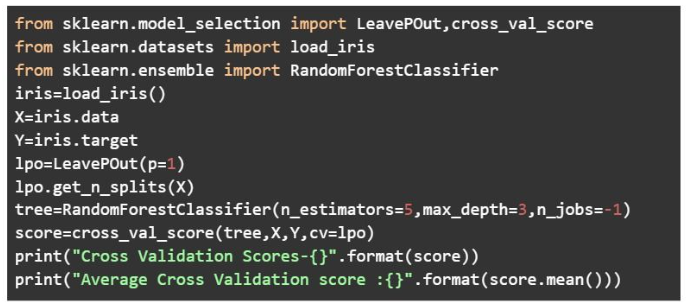 from sklearn.model_selection import LeavePOut,cross_val_score
from sklearn.datasets import load_iris
from sklearn.ensemble import RandomForestClassifier
iris=load_iris()
X=iris.data
Y=iris.target
lpo=LeavePOut(p=1)
lpo.get_n_splits(X)
tree=RandomForestClassifier(n_estimators=5,max_depth=3,n_jobs=-1)
score=cross_val_score(tree,X,Y,cv=lpo)
print("Cross Validation Scores-{}".format(score))
print("Average Cross Validation score :{}".format(score.mean()))